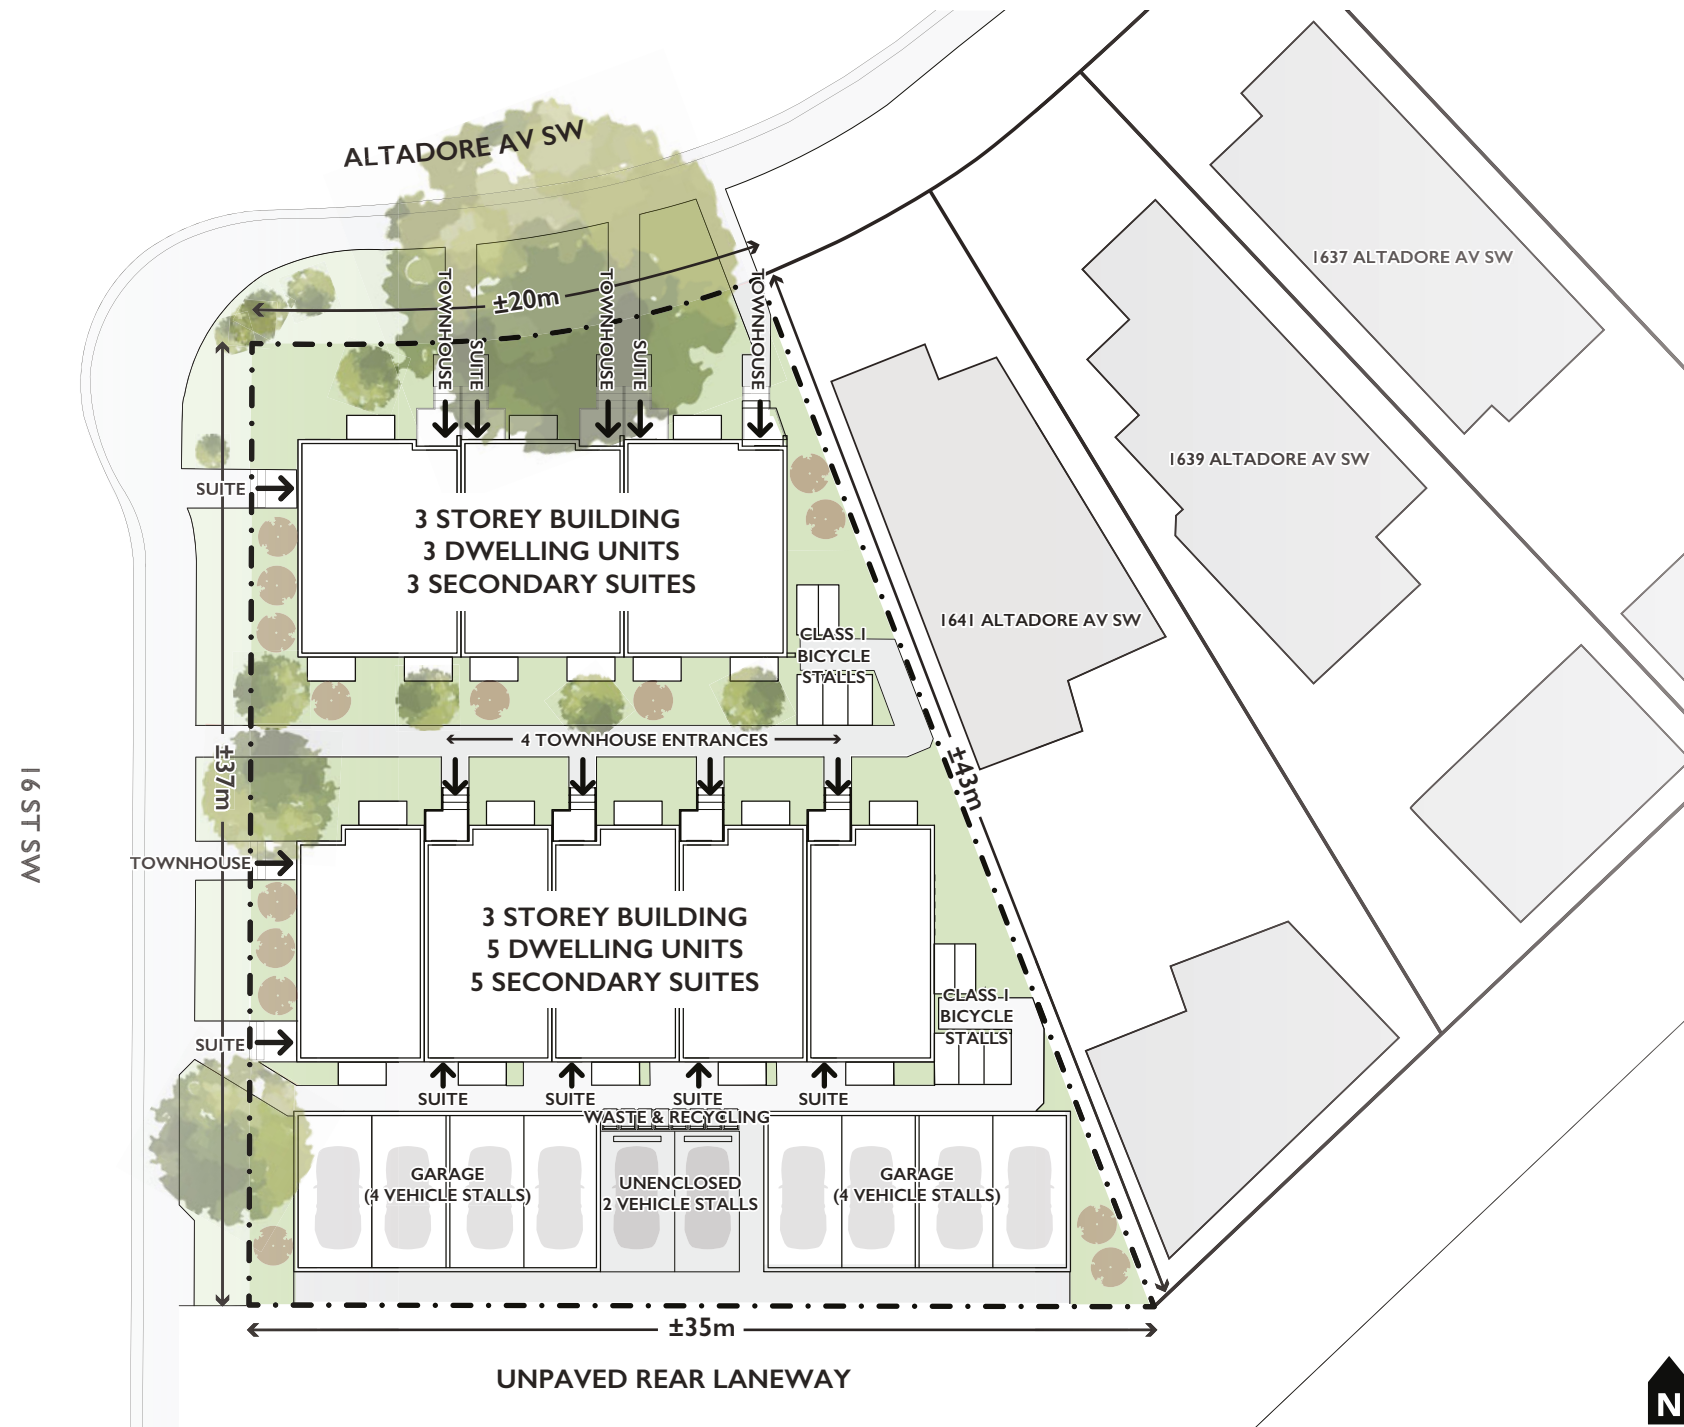 ALTADORE AV SW
±20m
TOWNHOUSE
SUITE
TOWNHOUSE
SUITE
TOWNHOUSE
1637 ALTADORE AV SW
1639 ALTADORE AV SW
SUITE
3 STOREY BUILDING
3 DWELLING UNITS
3 SECONDARY SUITES
1641 ALTADORE AV SW
CLASS 1
BICYCLE
STALLS
4 TOWNHOUSE ENTRANCES
±37m
±43m
16 ST SW
TOWNHOUSE
3 STOREY BUILDING
5 DWELLING UNITS
5 SECONDARY SUITES
CLASS 1
BICYCLE
STALLS
SUITE
SUITE
SUITE
SUITE
SUITE
WASTE & RECYCLING
GARAGE
(4 VEHICLE STALLS)
UNENCLOSED
2 VEHICLE STALLS
GARAGE
(4 VEHICLE STALLS)
±35m
UNPAVED REAR LANEWAY
N